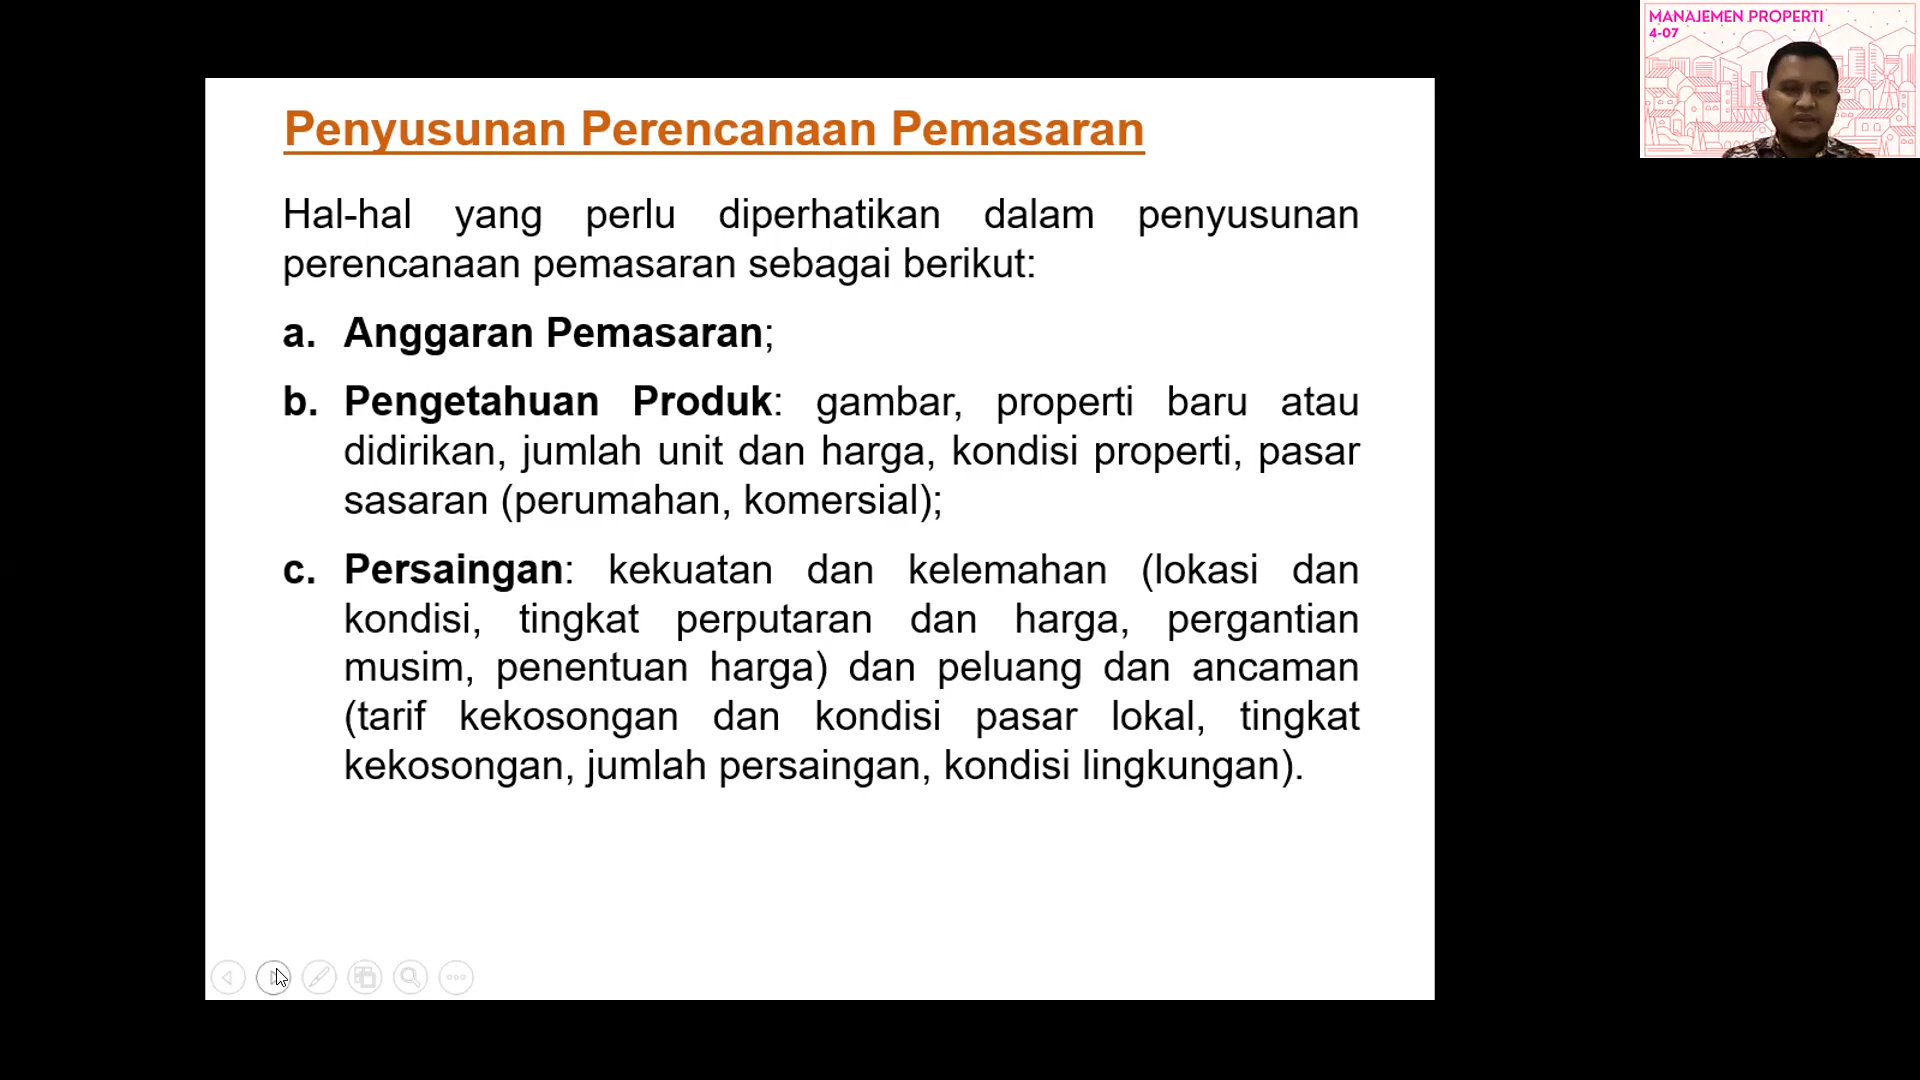 MANAJEMEN PROPERTI
4-07
Penyusunan Perencanaan Pemasaran
Hal-hal yang perlu diperhatikan dalam penyusunan
perencanaan pemasaran sebagai berikut:
a. Anggaran Pemasaran;
b. Pengetahuan Produk: gambar, properti baru atau
didirikan, jumlah unit dan harga, kondisi properti, pasar
sasaran (perumahan, komersial);
c. Persaingan: kekuatan dan kelemahan (lokasi dan
kondisi, tingkat perputaran dan harga, pergantian
musim, penentuan harga) dan peluang dan ancaman
(tarif kekosongan dan kondisi pasar lokal, tingkat
kekosongan, jumlah persaingan, kondisi lingkungan).